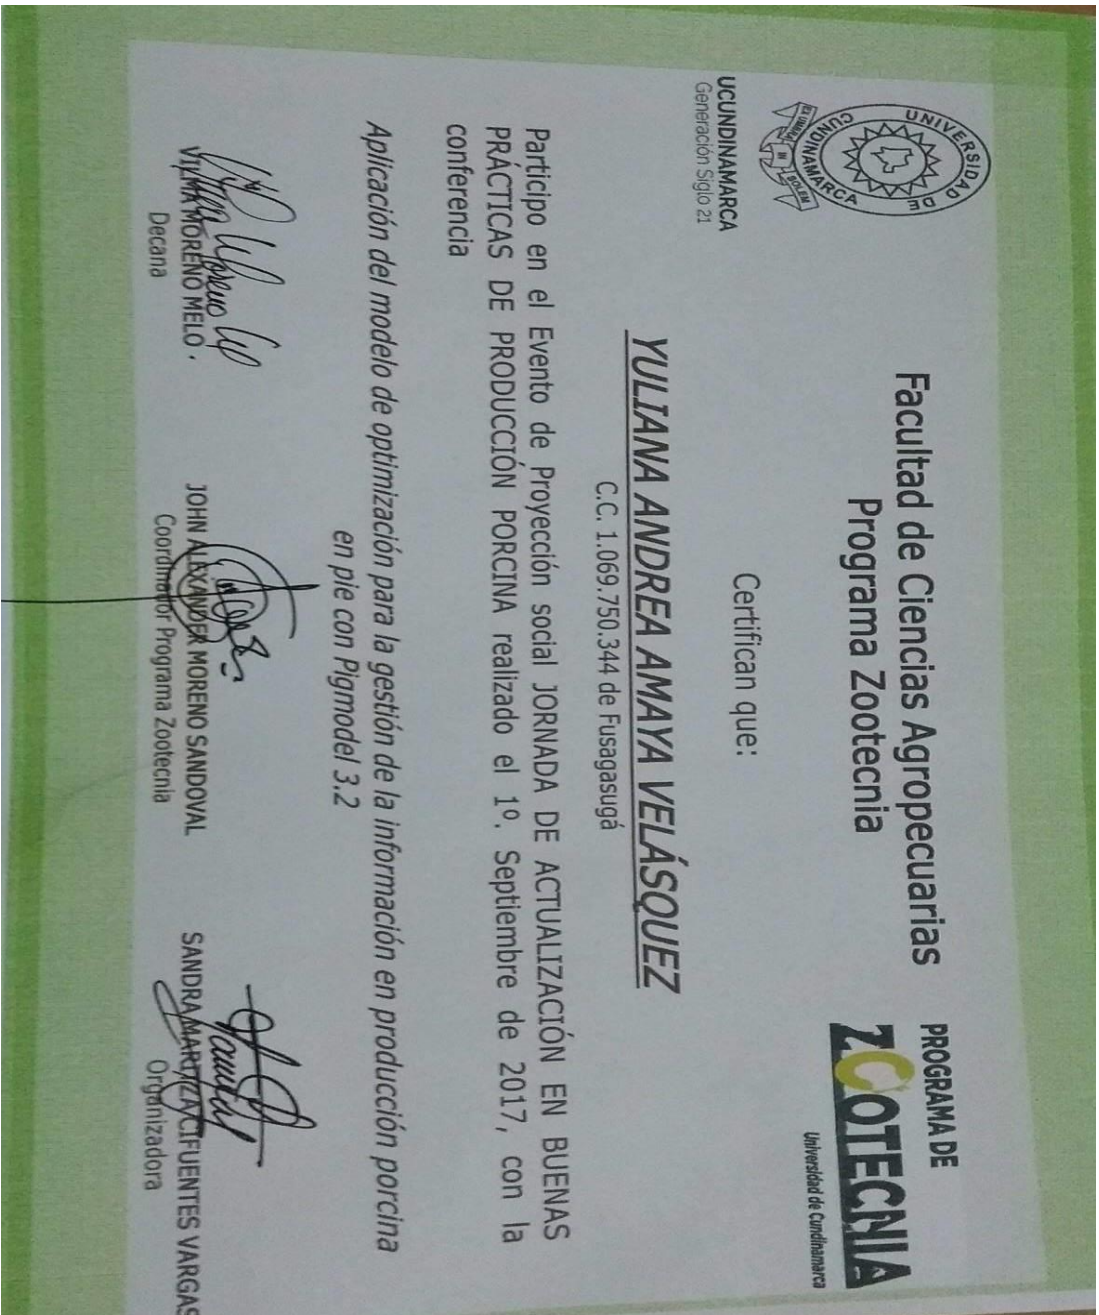 UNIVERSIDAD DE
CUNDINAMARCA
UCUNDINAMARCA
Generación Siglo 21
Facultad de Ciencias Agropecuarias
Programa Zootecnia
PROGRAMA DE
ZOOTECNIA
Universidad de Cundinamarca
Certifican que:
YULIANA ANDREA AMAYA VELÁSQUEZ
C.C. 1.069.750.344 de Fusagasugá
Participo en el Evento de Proyección social JORNADA DE ACTUALIZACIÓN EN BUENAS
PRÁCTICAS DE PRODUCCIÓN PORCINA realizado el 1º. Septiembre de 2017, con la
conferencia
Aplicación del modelo de optimización para la gestión de la información en producción porcina
en pie con Pigmodel 3.2
VILMA MORENO MELO
Decana
JOHN ALEXANDER MORENO SANDOVAL
Coordinador Programa Zootecnia
SANDRA MARITZA CIFUENTES VARGAS
Organizadora